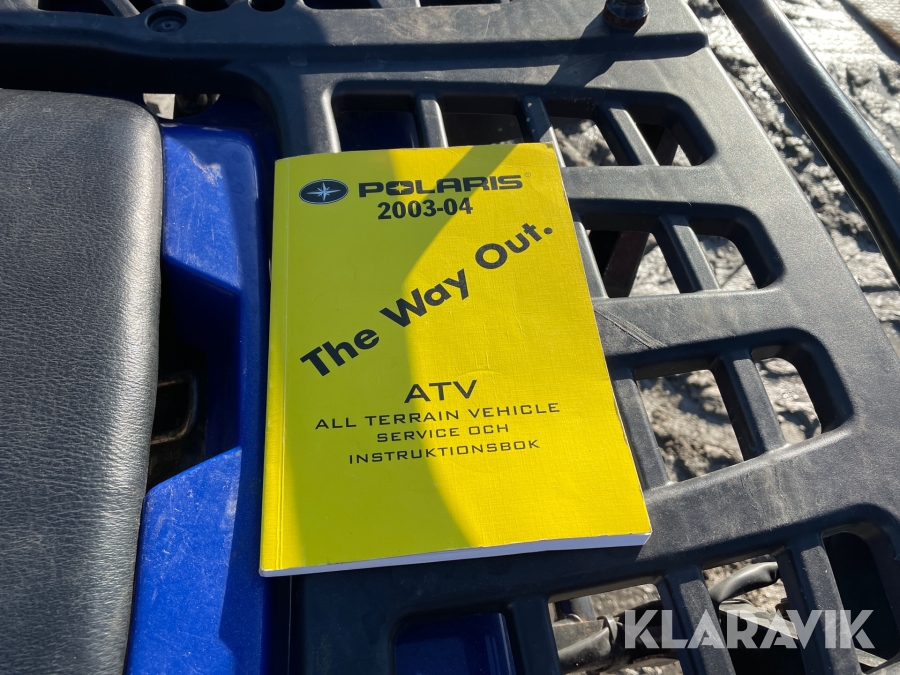 POLARIS
2003-04
The Way Out.
ATV
ALL TERRAIN VEHICLE
SERVICE OCH
INSTRUKTIONSBOK
KLARAVIK